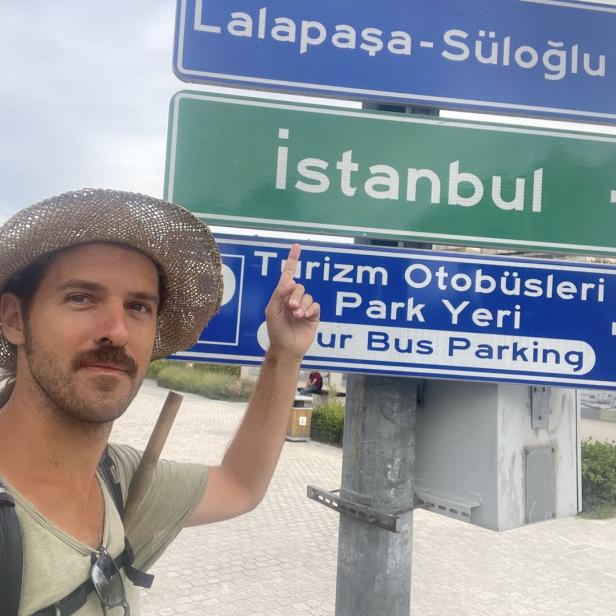 Lalapaşa-Süloğlu
İstanbul
Turizm Otobüsleri
Park Yeri
Bus Parking